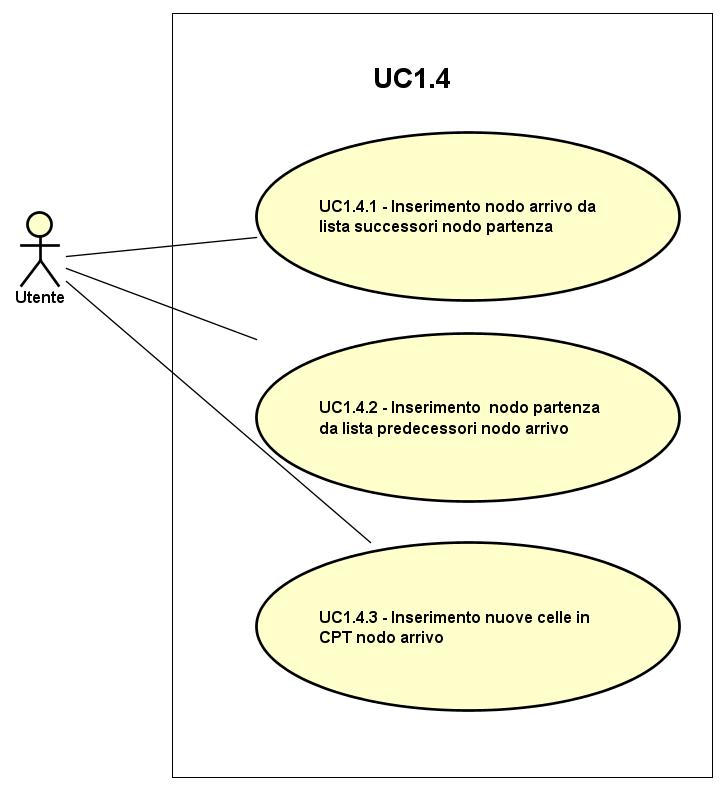 UC1.4
UC1.4.1 - Inserimento nodo arrivo da
lista successori nodo partenza
Utente
UC1.4.2 - Inserimento  nodo partenza
da lista predecessori nodo arrivo
UC1.4.3 - Inserimento nuove celle in
CPT nodo arrivo